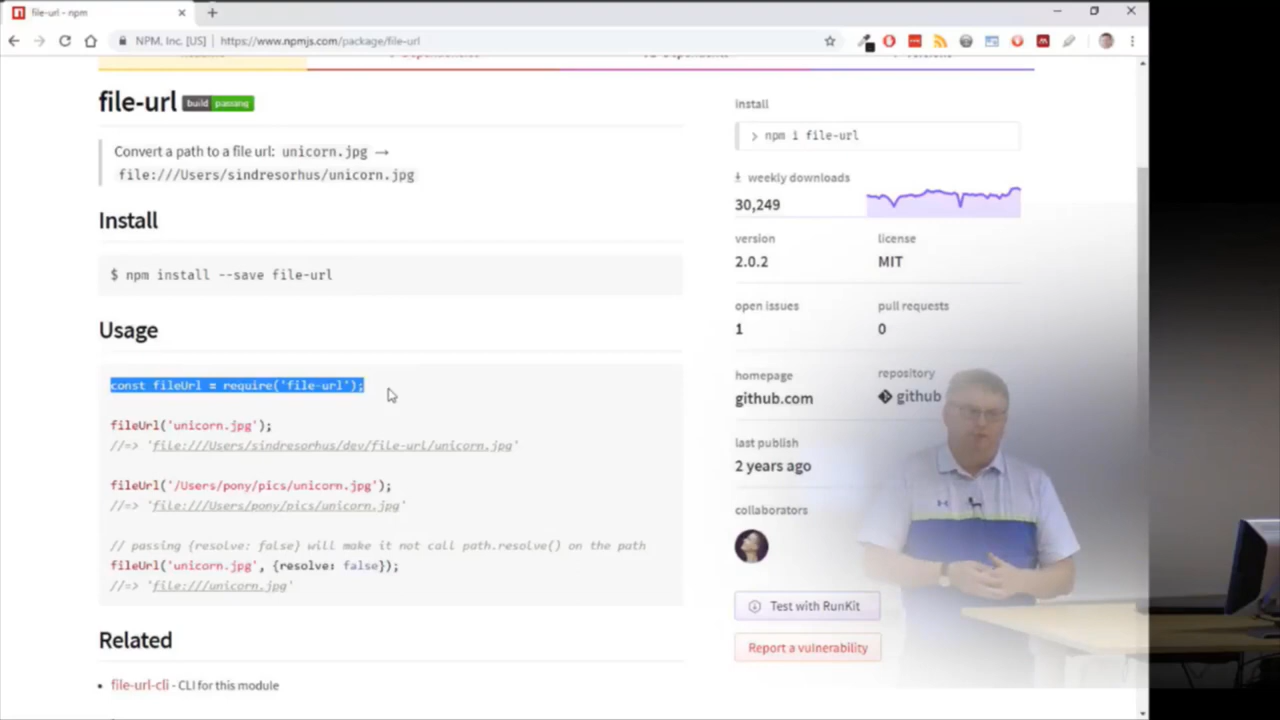 file-url - npm
NPM, Inc. [US]
https://www.npmjs.com/package/file-url
file-url
build passing
Convert a path to a file url: unicorn.jpg →
file:///Users/sindresorhus/unicorn.jpg
Install
$ npm install --save file-url
Usage
const fileUrl = require('file-url');
fileUrl('unicorn.jpg');
//=> 'file:///Users/sindresorhus/dev/file-url/unicorn.jpg'
fileUrl('/Users/pony/pics/unicorn.jpg');
//=> 'file:///Users/pony/pics/unicorn.jpg'
// passing {resolve: false} will make it not call path.resolve() on the path
fileUrl('unicorn.jpg', {resolve: false});
//=> 'file:///unicorn.jpg'
Related
• file-url-cli - CLI for this module
install
> npm i file-url
weekly downloads
30,249
version
license
2.0.2
MIT
open issues
pull requests
1
0
homepage
repository
github.com
github
last publish
2 years ago
collaborators
Test with RunKit
Report a vulnerability